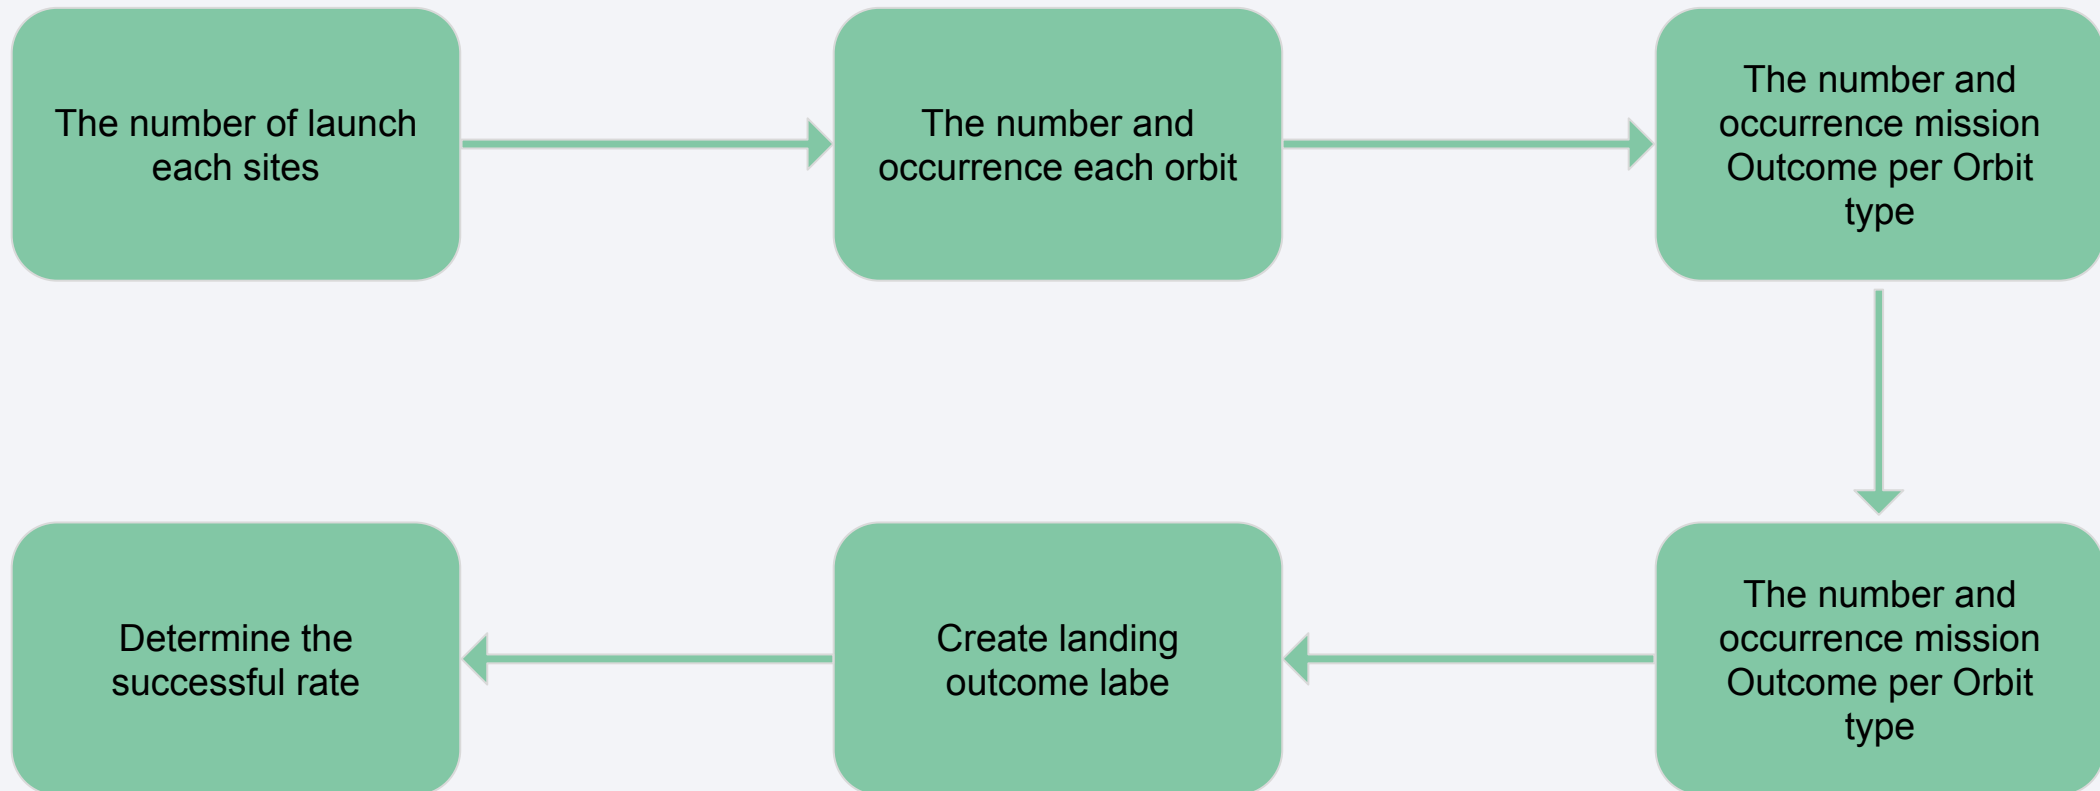 The number of launch
each sites
The number and
occurrence each orbit
The number and
occurrence mission
Outcome per Orbit
type
The number and
occurrence mission
Outcome per Orbit
type
Create landing
outcome labe
Determine the
successful rate